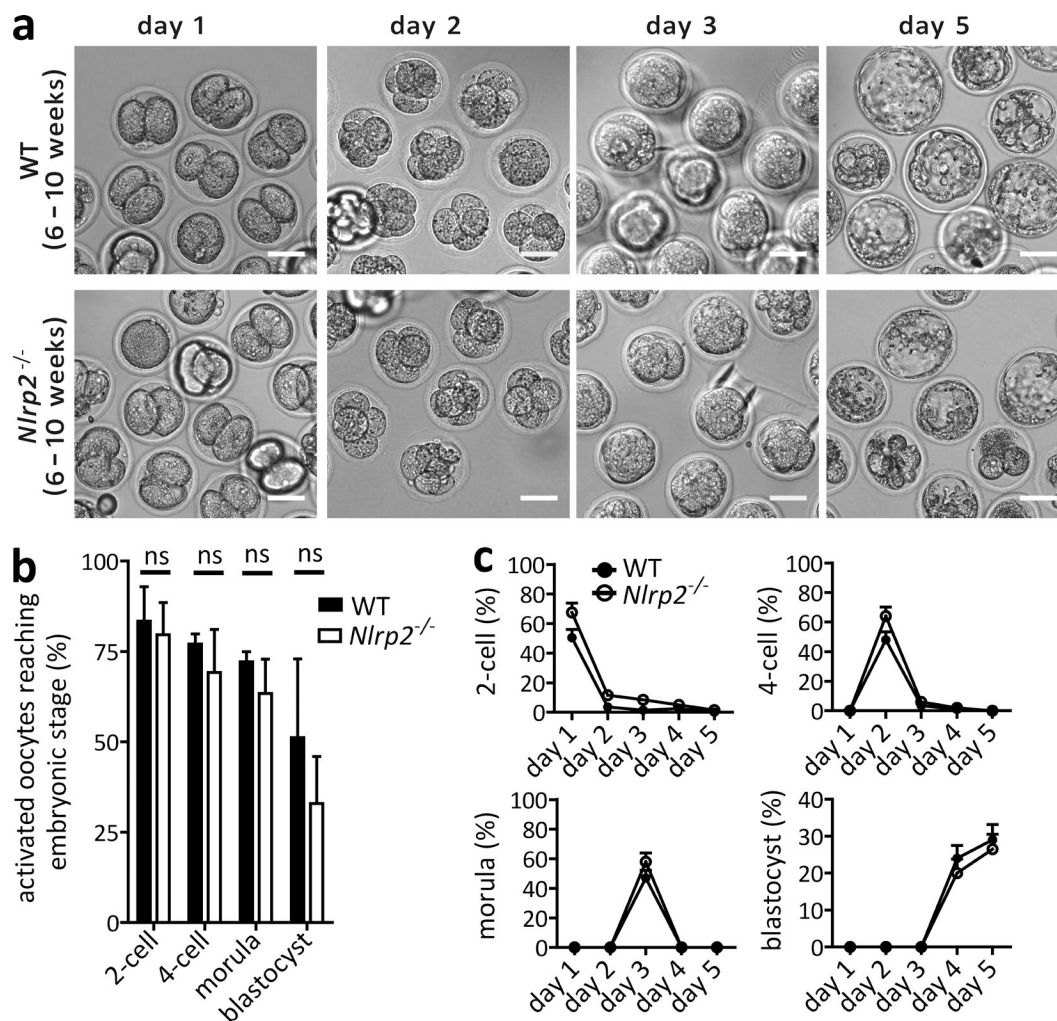 a
day 1 day 2 day 3 day 5
WT
(6 – 10 weeks)
Nlrp2 -/-
(6 – 10 weeks)
b
ns ns ns ns
activated oocytes reaching
embryonic stage (%)
100
75
50
25
0
WT
Nlrp2-/-
2-cell 4-cell morula blastocyst
c
2-cell (%)
100
80
60
40
20
0
WT
Nlrp2-/-
day 1 day 2 day 3 day 4 day 5
4-cell (%)
100
80
60
40
20
0
day 1 day 2 day 3 day 4 day 5
morula (%)
100
80
60
40
20
0
day 1 day 2 day 3 day 4 day 5
blastocyst (%)
40
30
20
10
0
day 1 day 2 day 3 day 4 day 5